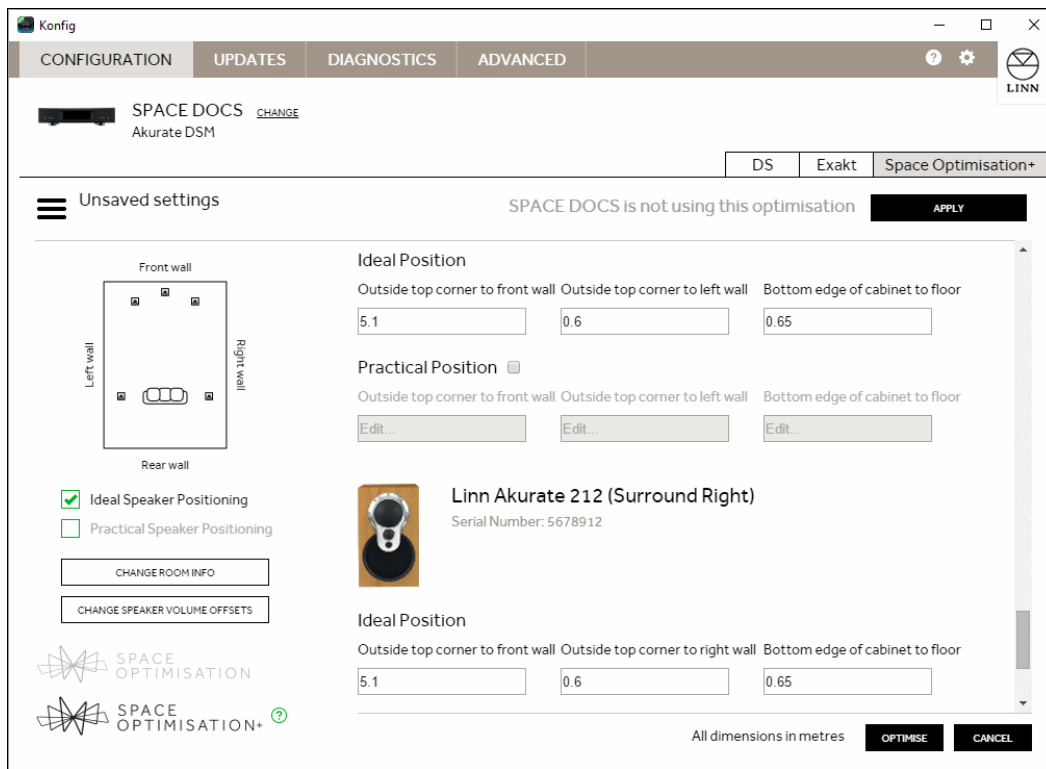 Konfig
CONFIGURATION UPDATES DIAGNOSTICS ADVANCED ?
LINN
SPACE DOCS CHANGE
Akurate DSM
DS Exakt Space Optimisation+
Unsaved settings SPACE DOCS is not using this optimisation APPLY
Front wall
Left wall
Right wall
Rear wall
Ideal Speaker Positioning
Practical Speaker Positioning
CHANGE ROOM INFO
CHANGE SPEAKER VOLUME OFFSETS
SPACE
OPTIMISATION
SPACE
OPTIMISATION+ ?
Ideal Position
Outside top corner to front wall Outside top corner to left wall Bottom edge of cabinet to floor
5.1 0.6 0.65
Practical Position
Outside top corner to front wall Outside top corner to left wall Bottom edge of cabinet to floor
Edit... Edit... Edit...
Linn Akurate 212 (Surround Right)
Serial Number: 5678912
Ideal Position
Outside top corner to front wall Outside top corner to right wall Bottom edge of cabinet to floor
5.1 0.6 0.65
All dimensions in metres OPTIMISE CANCEL